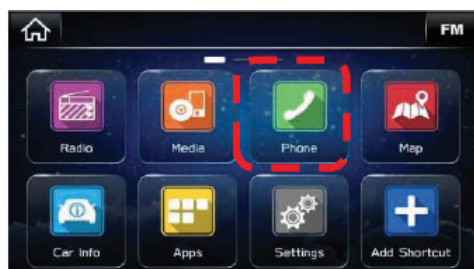 FM
Radio
Media
Phone
Map
Car Info
Apps
Settings
Add Shortcut